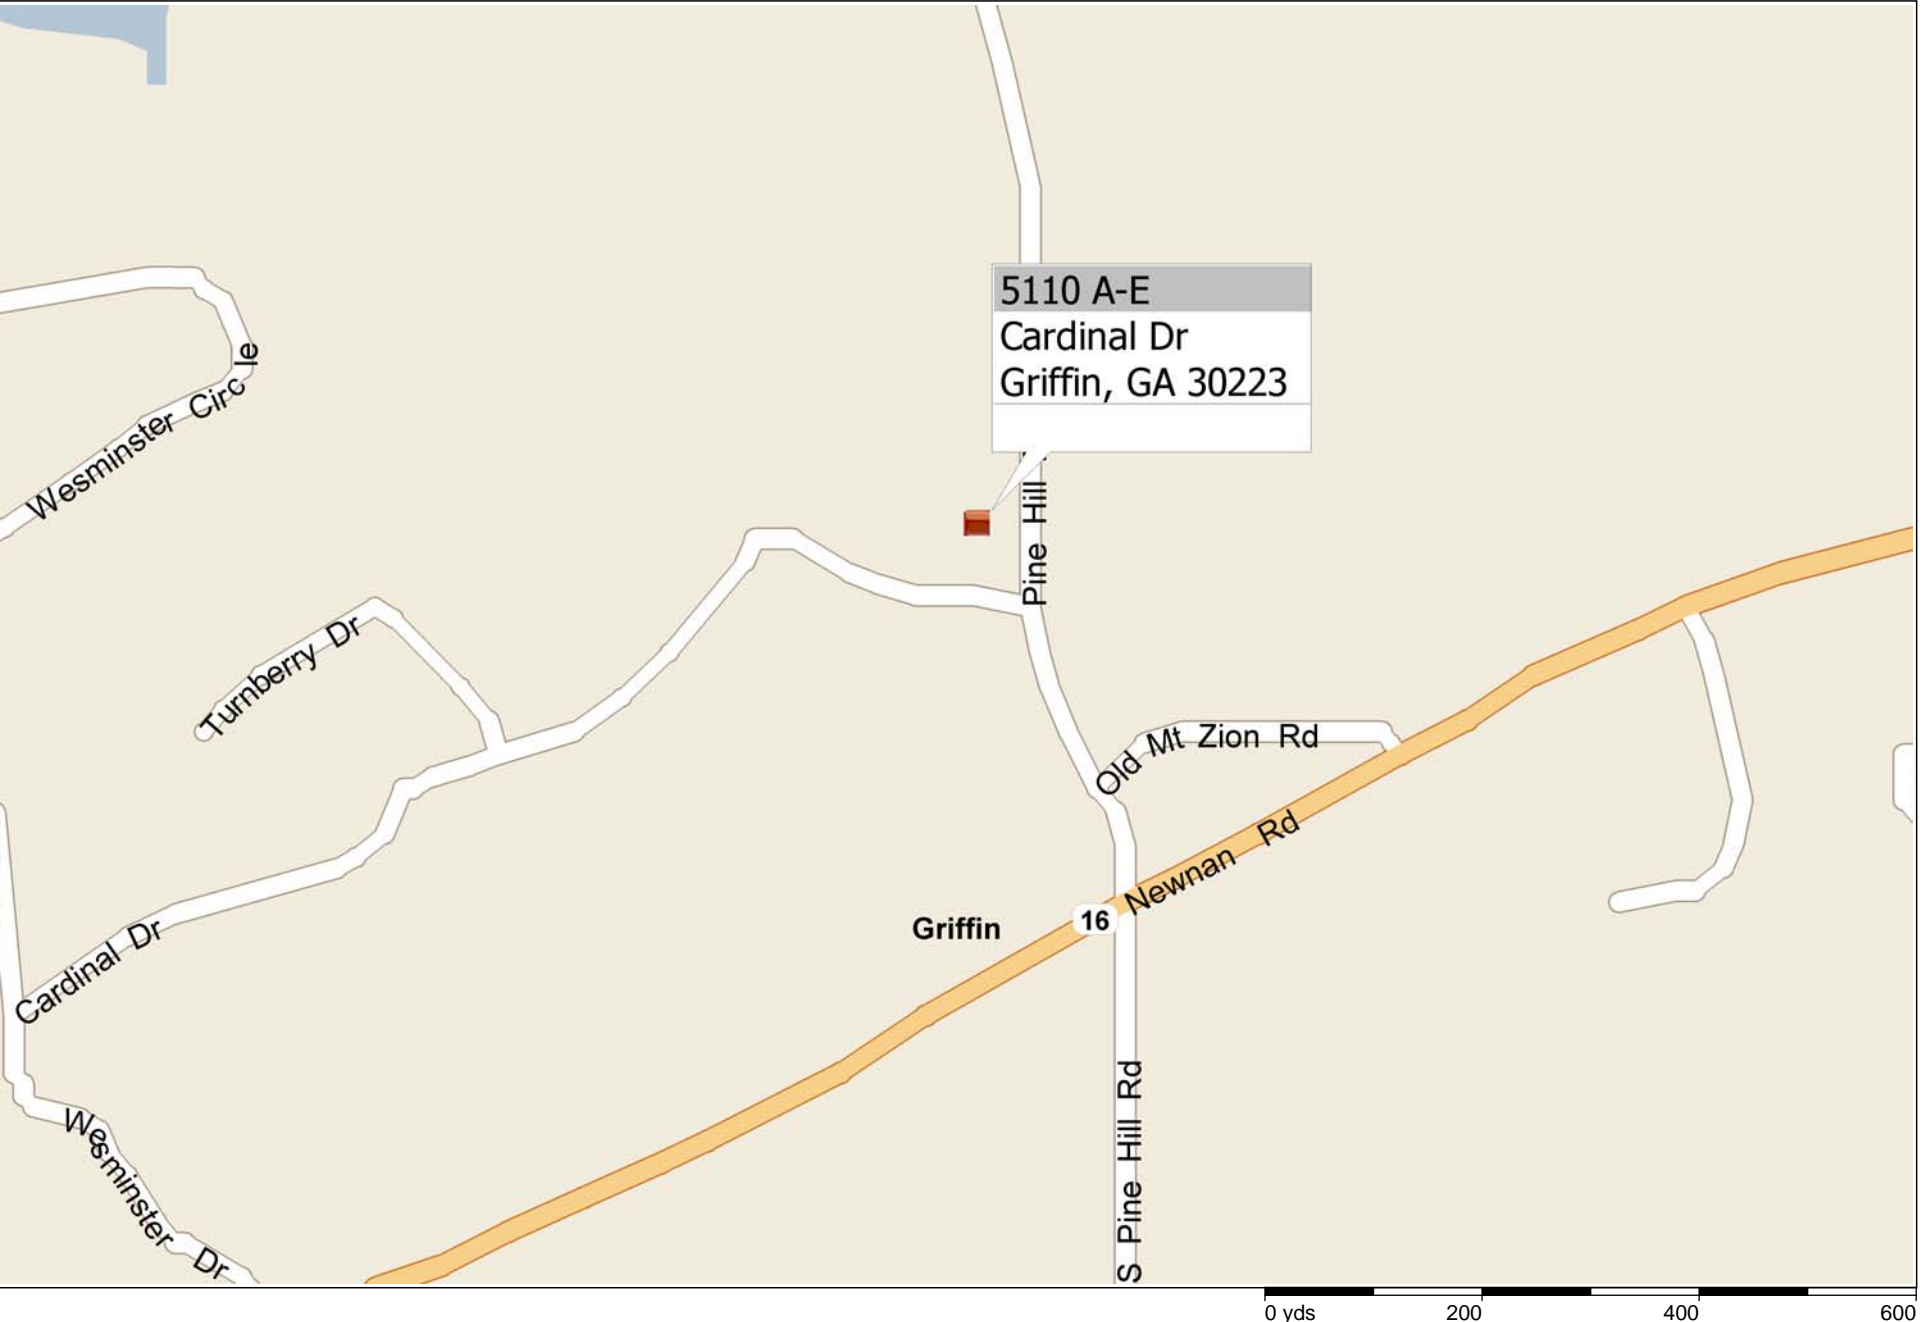 5110 A-E
Cardinal Dr
Griffin, GA 30223
Wesminster Circle
Pine Hill
Turnberry Dr
Old Mt Zion Rd
Newnan Rd
16
Griffin
Cardinal Dr
S Pine Hill Rd
Wesminster Dr
0 yds 200 400 600